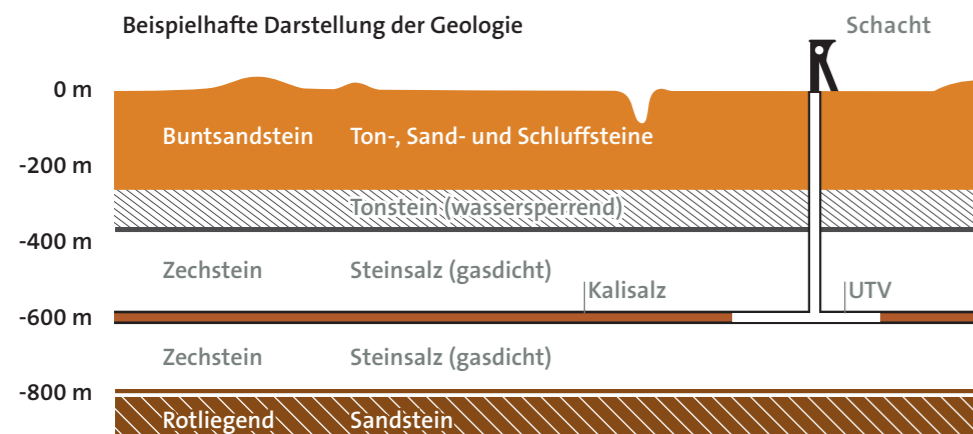 Beispielhafte Darstellung der Geologie
Schacht
0 m
Buntsandstein Ton-, Sand- und Schluffsteine
-200 m
Tonstein (wassersperrend)
-400 m
Zechstein Steinsalz (gasdicht)
Kalisalz UTV
-600 m
Zechstein Steinsalz (gasdicht)
-800 m
Rotliegend Sandstein